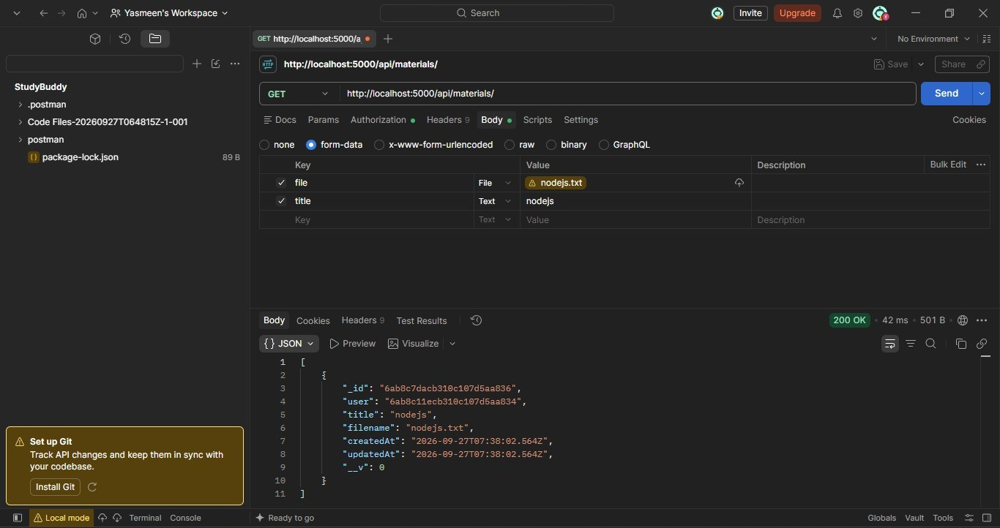 Yasmeen's Workspace
Search
Invite
Upgrade
GET http://localhost:5000/a
No Environment
HTTP http://localhost:5000/api/materials/
Save
Share
StudyBuddy
.postman
Code Files-20260927T064815Z-1-001
postman
{} package-lock.json 89 B
GET http://localhost:5000/api/materials/ Send
Docs Params Authorization Headers 9 Body Scripts Settings Cookies
none form-data x-www-form-urlencoded raw binary GraphQL
Key Value Description Bulk Edit
file File nodejs.txt
title Text nodejs
Key Text Value Description
Body Cookies Headers 9 Test Results 200 OK • 42 ms • 501 B
{} JSON Preview Visualize
1 [
2 {
3 "_id": "6ab8c7dacb310c107d5aa836",
4 "user": "6ab8c11ecb310c107d5aa834",
5 "title": "nodejs",
6 "filename": "nodejs.txt",
7 "createdAt": "2026-09-27T07:38:02.564Z",
8 "updatedAt": "2026-09-27T07:38:02.564Z",
9 "__v": 0
10 }
11 ]
Set up Git
Track API changes and keep them in sync with
your codebase.
Install Git
Local mode Terminal Console Ready to go Globals Vault Tools